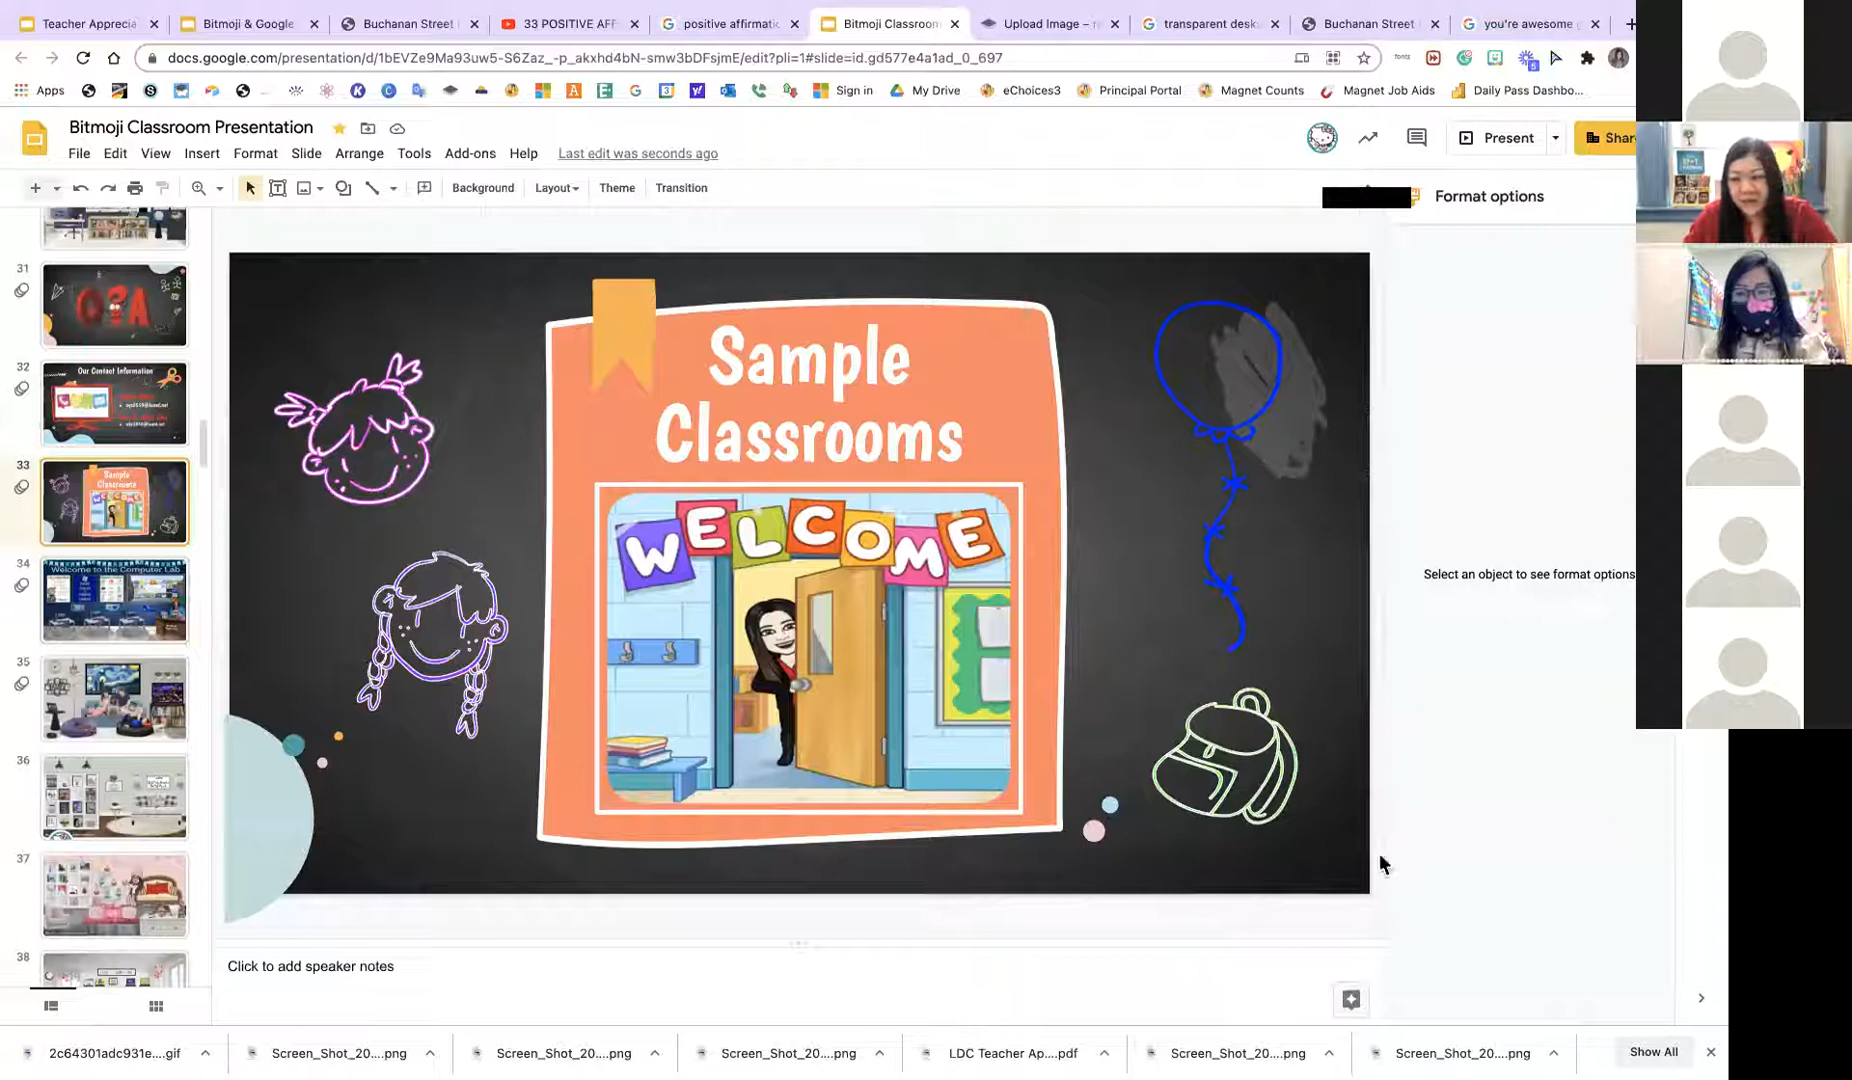 Teacher Apprecia
Bitmoji & Google
Buchanan Street
33 POSITIVE AFF
positive affirmati
Bitmoji Classroom
Upload Image – re
transparent desk
Buchanan Street
you're awesome g
docs.google.com/presentation/d/1bEVZe9Ma93uw5-S6Zaz_-p_akxhd4bN-smw3bDFsjmE/edit?pli=1#slide=id.gd577e4a1ad_0_697
Apps
Sign in
My Drive
eChoices3
Principal Portal
Magnet Counts
Magnet Job Aids
Daily Pass Dashbo...
Bitmoji Classroom Presentation
Present
Share
File Edit View Insert Format Slide Arrange Tools Add-ons Help Last edit was seconds ago
Background Layout Theme Transition
Format options
31
Q&A
32
Our Contact Information
33
Sample
Classrooms
WELCOME
34
Welcome to the Computer Lab
35
36
37
38
Sample
Classrooms
WELCOME
Select an object to see format options
Click to add speaker notes
2c64301adc931e....gif
Screen_Shot_20....png
Screen_Shot_20....png
Screen_Shot_20....png
LDC Teacher Ap....pdf
Screen_Shot_20....png
Screen_Shot_20....png
Show All